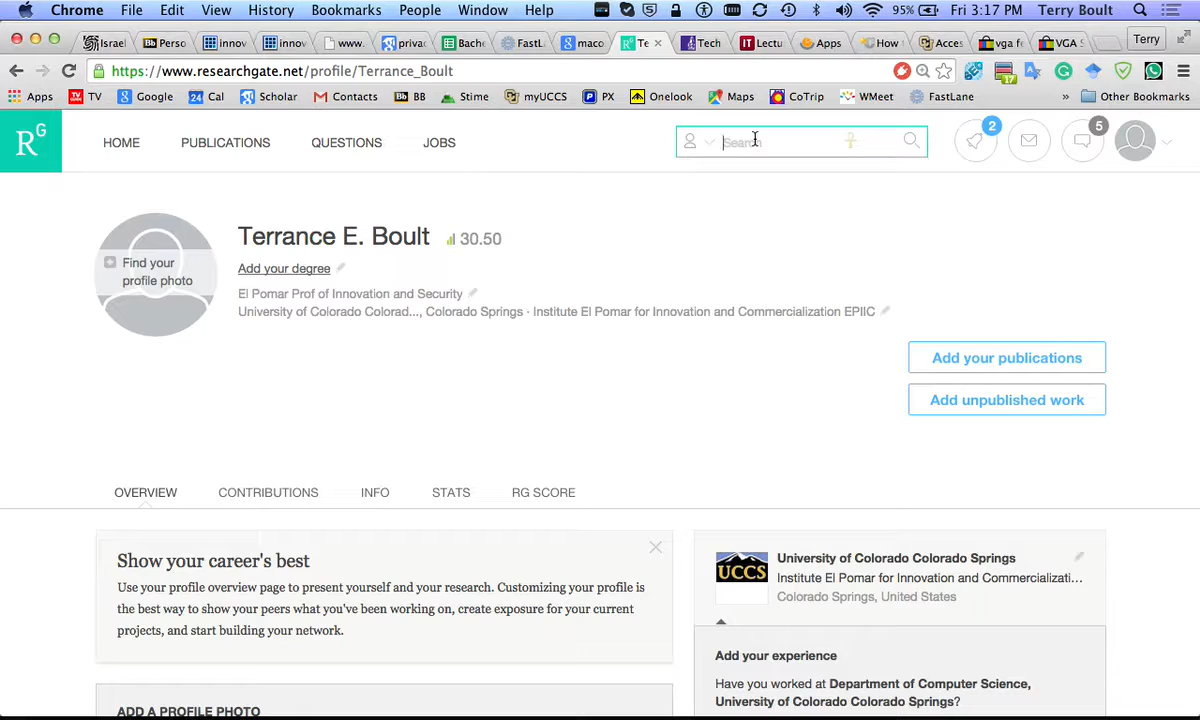 Chrome File Edit View History Bookmarks People Window Help 95% Fri 3:17 PM Terry Boult
Israel Bb Perso innov innov www. priva Bache FastL maco Te Tech IT Lectu Apps How Acces vga fe VGA S Terry
https://www.researchgate.net/profile/Terrance_Boult 17
Apps TV Google Cal Scholar Contacts Bb BB Stime myUCCS PX Onelook Maps CoTrip WMeet FastLane » Other Bookmarks
RG HOME PUBLICATIONS QUESTIONS JOBS Search 2 5
Terrance E. Boult 30.50
Find your
profile photo
Add your degree
El Pomar Prof of Innovation and Security
University of Colorado Colorad..., Colorado Springs · Institute El Pomar for Innovation and Commercialization EPIIC
Add your publications
Add unpublished work
OVERVIEW CONTRIBUTIONS INFO STATS RG SCORE
Show your career's best
Use your profile overview page to present yourself and your research. Customizing your profile is
the best way to show your peers what you've been working on, create exposure for your current
projects, and start building your network.
ADD A PROFILE PHOTO
UCCS
University of Colorado Colorado Springs
Institute El Pomar for Innovation and Commercializati...
Colorado Springs, United States
Add your experience
Have you worked at Department of Computer Science,
University of Colorado Colorado Springs?